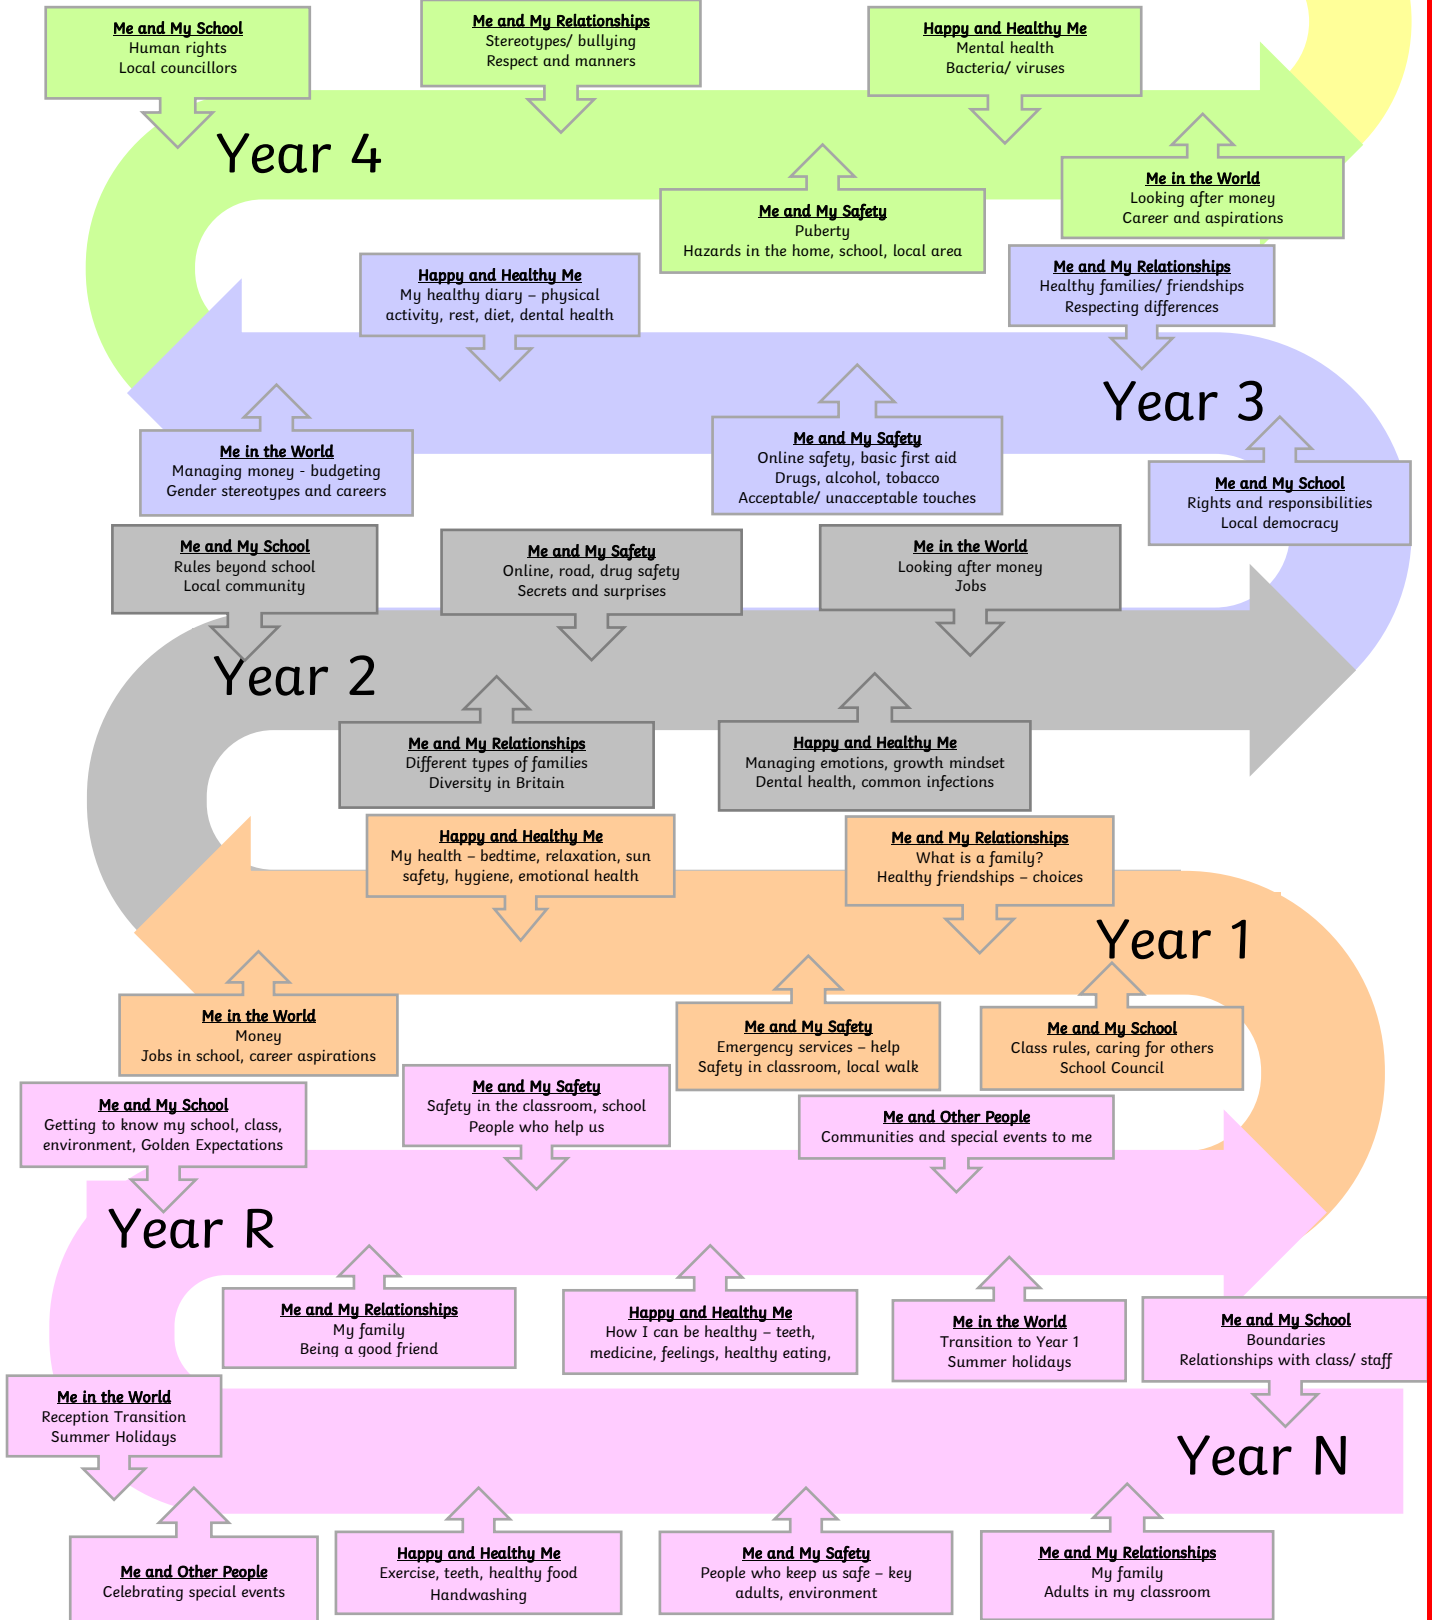 Me and My School
Human rights
Local councillors
Me and My Relationships
Stereotypes/ bullying
Respect and manners
Happy and Healthy Me
Mental health
Bacteria/ viruses
Year 4
Me and My Safety
Puberty
Hazards in the home, school, local area
Me in the World
Looking after money
Career and aspirations
Happy and Healthy Me
My healthy diary – physical
activity, rest, diet, dental health
Me and My Relationships
Healthy families/ friendships
Respecting differences
Year 3
Me in the World
Managing money - budgeting
Gender stereotypes and careers
Me and My Safety
Online safety, basic first aid
Drugs, alcohol, tobacco
Acceptable/ unacceptable touches
Me and My School
Rights and responsibilities
Local democracy
Me and My School
Rules beyond school
Local community
Me and My Safety
Online, road, drug safety
Secrets and surprises
Me in the World
Looking after money
Jobs
Year 2
Me and My Relationships
Different types of families
Diversity in Britain
Happy and Healthy Me
Managing emotions, growth mindset
Dental health, common infections
Happy and Healthy Me
My health – bedtime, relaxation, sun
safety, hygiene, emotional health
Me and My Relationships
What is a family?
Healthy friendships – choices
Year 1
Me in the World
Money
Jobs in school, career aspirations
Me and My Safety
Emergency services – help
Safety in classroom, local walk
Me and My School
Class rules, caring for others
School Council
Me and My School
Getting to know my school, class,
environment, Golden Expectations
Me and My Safety
Safety in the classroom, school
People who help us
Me and Other People
Communities and special events to me
Year R
Me and My Relationships
My family
Being a good friend
Happy and Healthy Me
How I can be healthy – teeth,
medicine, feelings, healthy eating,
Me in the World
Transition to Year 1
Summer holidays
Me and My School
Boundaries
Relationships with class/ staff
Me in the World
Reception Transition
Summer Holidays
Year N
Me and Other People
Celebrating special events
Happy and Healthy Me
Exercise, teeth, healthy food
Handwashing
Me and My Safety
People who keep us safe – key
adults, environment
Me and My Relationships
My family
Adults in my classroom